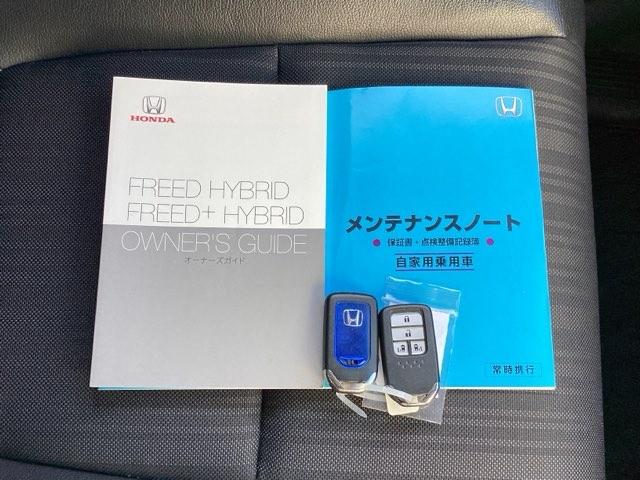 HONDA
FREED HYBRID
FREED+ HYBRID
OWNER'S GUIDE
オーナーズガイド
メンテナンスノート
保証書・点検整備記録簿
自家用乗用車
常時携行